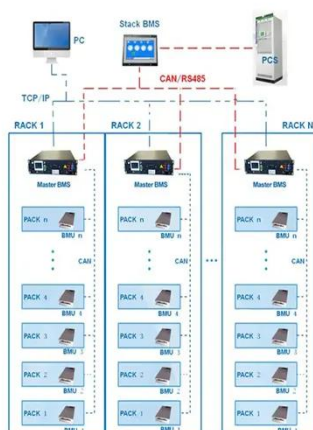 PC
Stack BMS
PCS
CAN/RS485
TCP/IP
RACK 1
RACK 2
RACK N
Master BMS
Master BMS
Master BMS
PACK n
PACK n
PACK n
BMU n
BMU n
BMU n
CAN
CAN
CAN
PACK 4
PACK 4
PACK 4
BMU 4
BMU 4
BMU 4
PACK 3
PACK 3
PACK 3
BMU 3
BMU 3
BMU 3
PACK 2
PACK 2
PACK 2
BMU 2
BMU 2
BMU 2
PACK 1
PACK 1
PACK 1